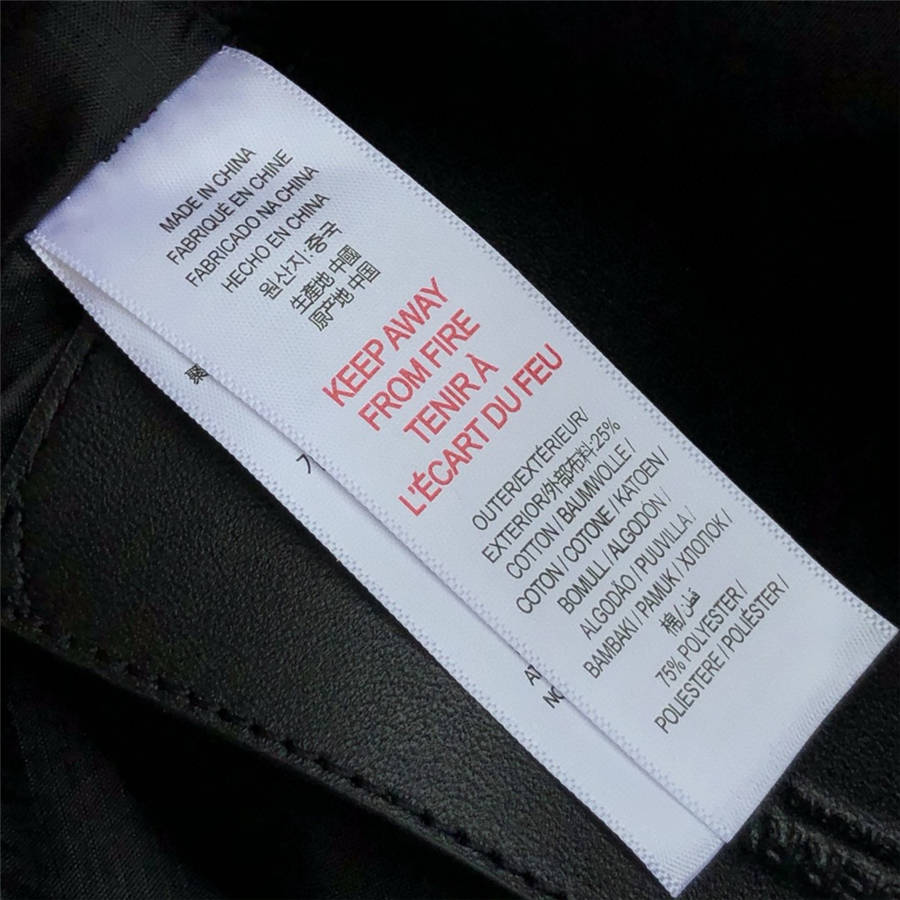 MADE IN CHINA
FABRIQUÉ EN CHINE
FABRICADO NA CHINA
HECHO EN CHINA
원산지:중국
生產地 中國
原产地 中国
KEEP AWAY
FROM FIRE
TENIR À
L'ÉCART DU FEU
OUTER/EXTÉRIEUR/
EXTERIOR/外部布料:25%
COTTON / BAUMWOLLE /
COTON / COTONE / KATOEN /
BOMULL / ALGODÓN /
ALGODÃO / PUUVILLA /
BAMBAKI / PAMUK / ХЛОПОК /
棉/ قطن
75% POLYESTER /
POLIESTERE / POLIÉSTER /